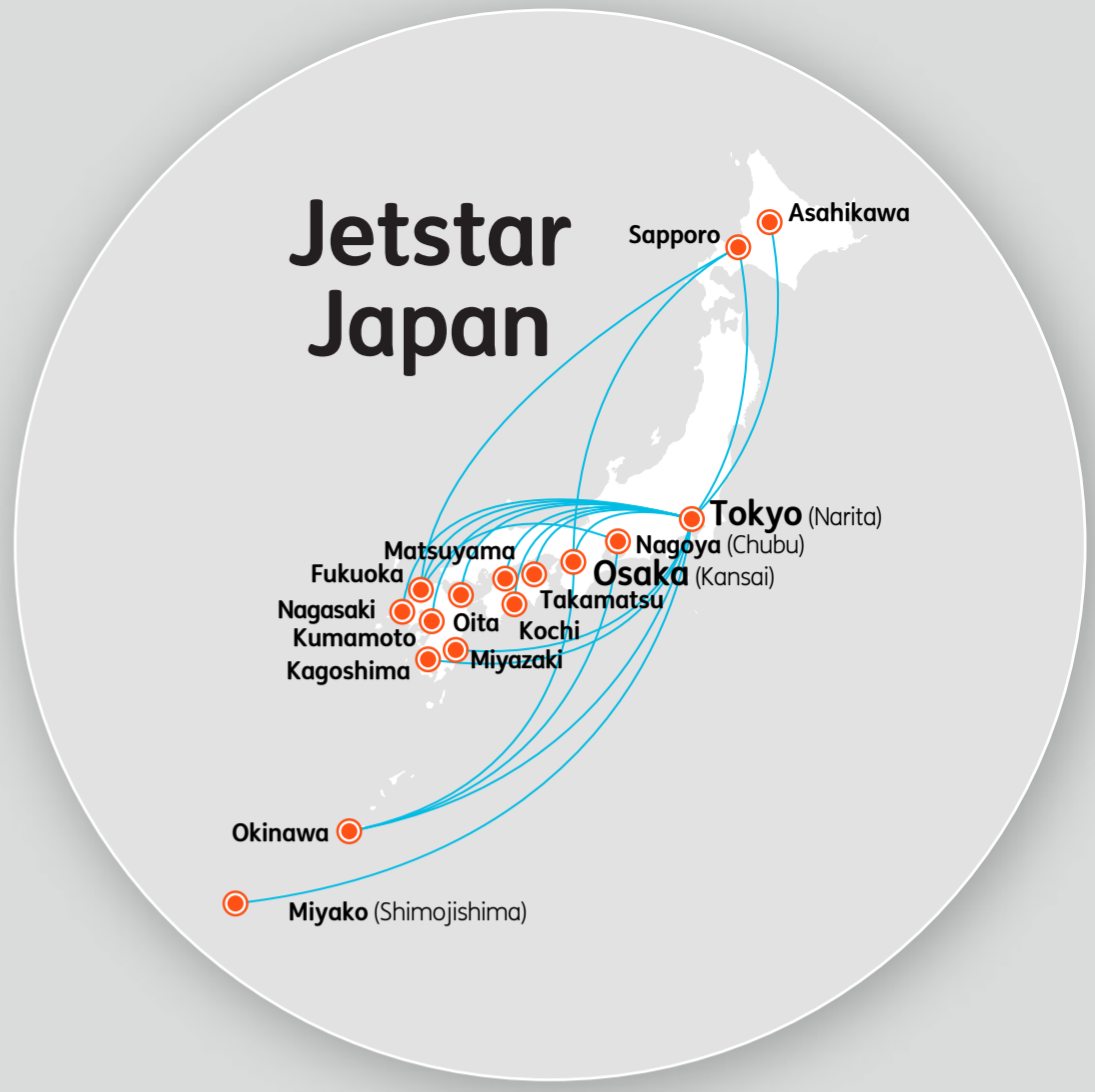 Jetstar
Japan
Asahikawa
Sapporo
Tokyo (Narita)
Nagoya (Chubu)
Matsuyama
Osaka (Kansai)
Fukuoka
Takamatsu
Nagasaki
Oita
Kochi
Kumamoto
Miyazaki
Kagoshima
Okinawa
Miyako (Shimojishima)